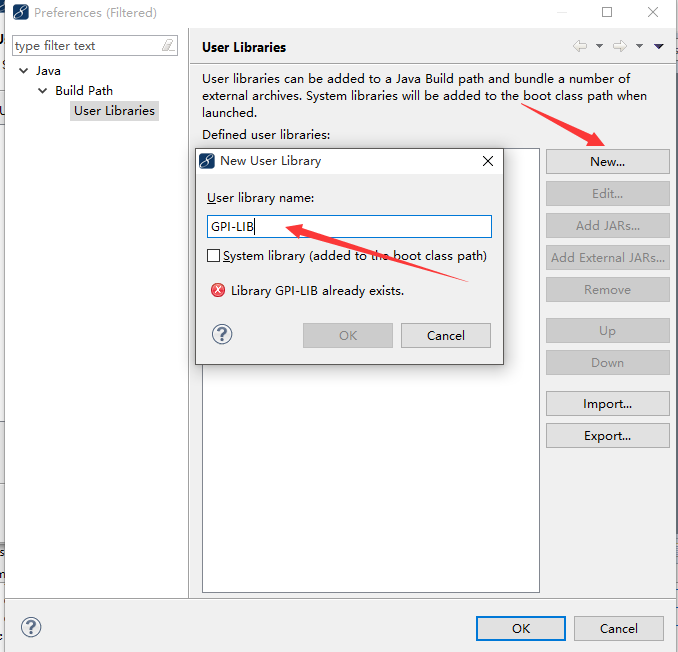 Preferences (Filtered)
type filter text
Java
Build Path
User Libraries
User Libraries
User libraries can be added to a Java Build path and bundle a number of
external archives. System libraries will be added to the boot class path when
launched.
Defined user libraries:
New User Library
User library name:
GPI-LIB
System library (added to the boot class path)
Library GPI-LIB already exists.
OK
Cancel
New...
Edit...
Add JARs...
Add External JARs...
Remove
Up
Down
Import...
Export...
OK
Cancel